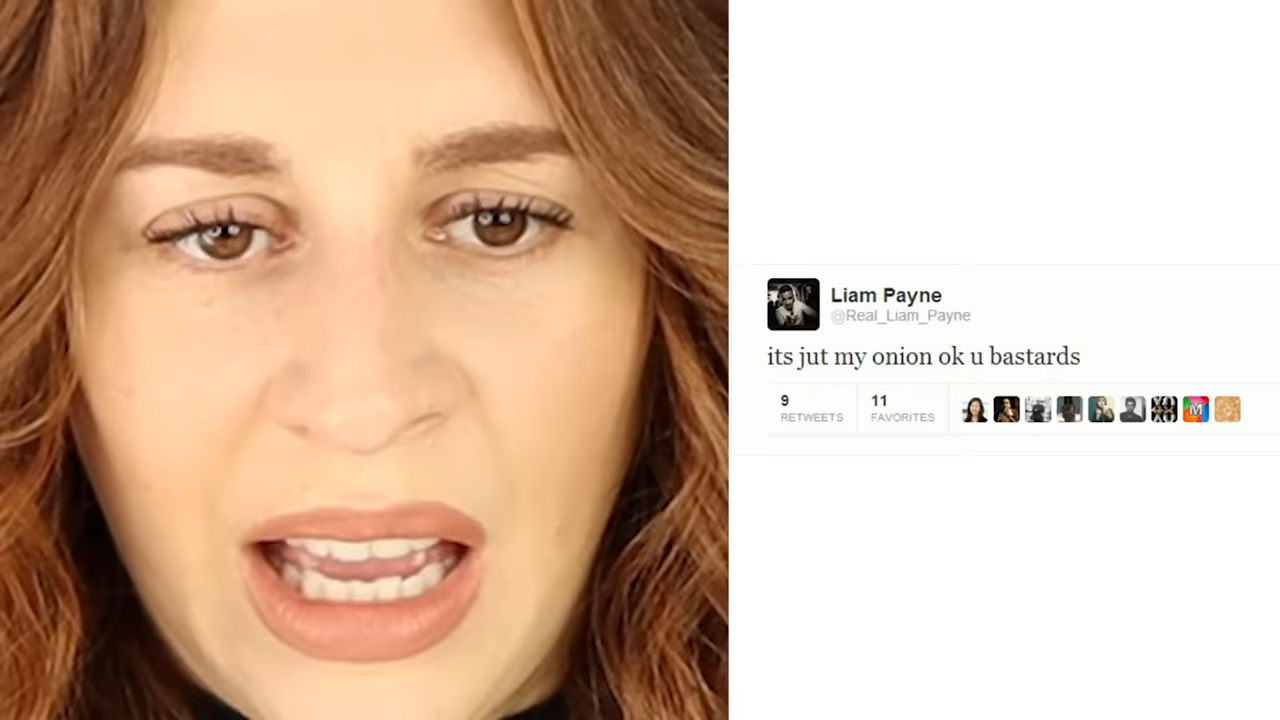 Liam Payne
@Real_Liam_Payne
its jut my onion ok u bastards
9
RETWEETS
11
FAVORITES
M